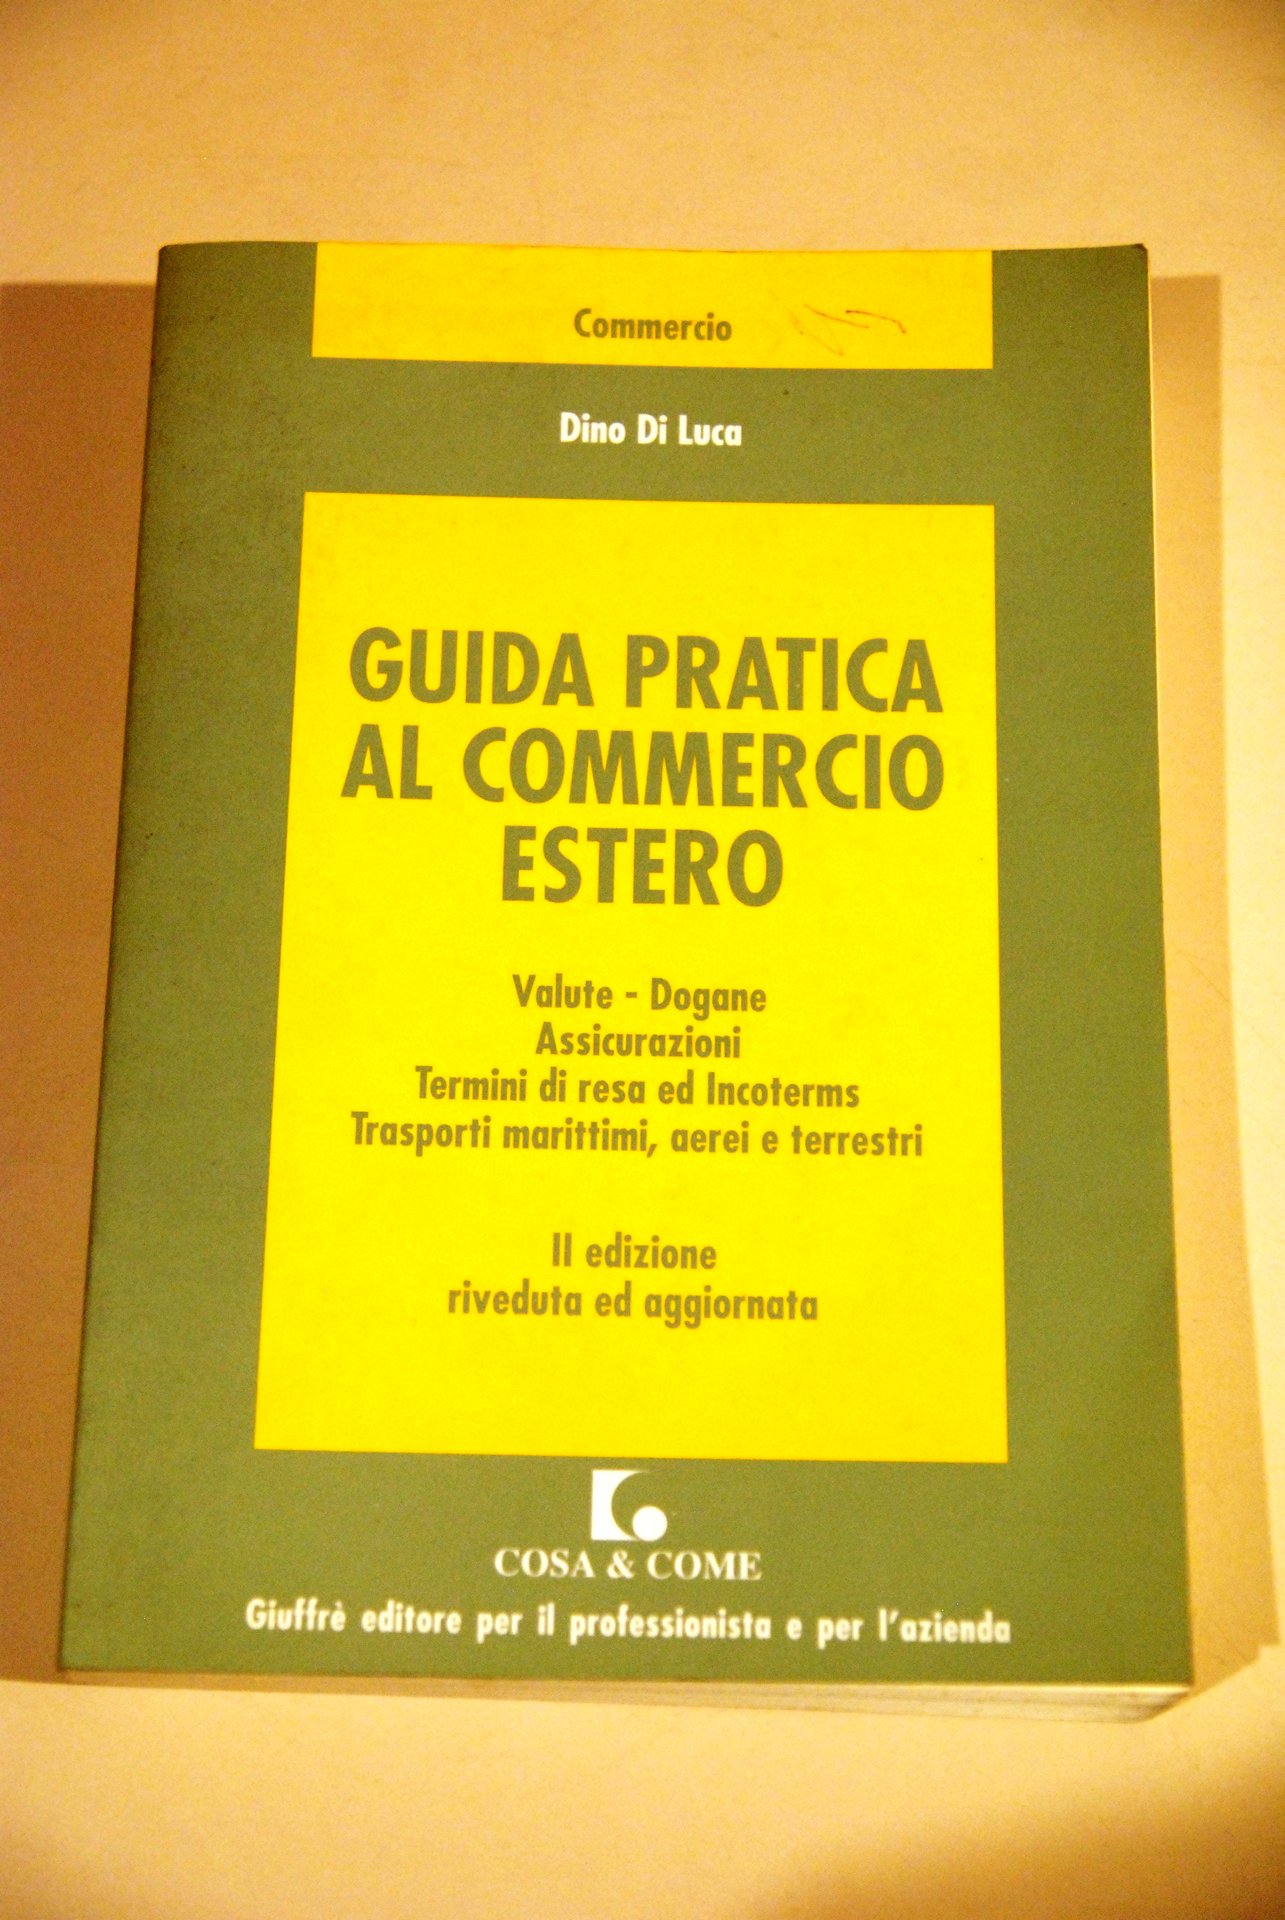 Commercio
Dino Di Luca
GUIDA PRATICA
AL COMMERCIO
ESTERO
Valute - Dogane
Assicurazioni
Termini di resa ed Incoterms
Trasporti marittimi, aerei e terrestri
II edizione
riveduta ed aggiornata
COSA & COME
Giuffrè editore per il professionista e per l'azienda